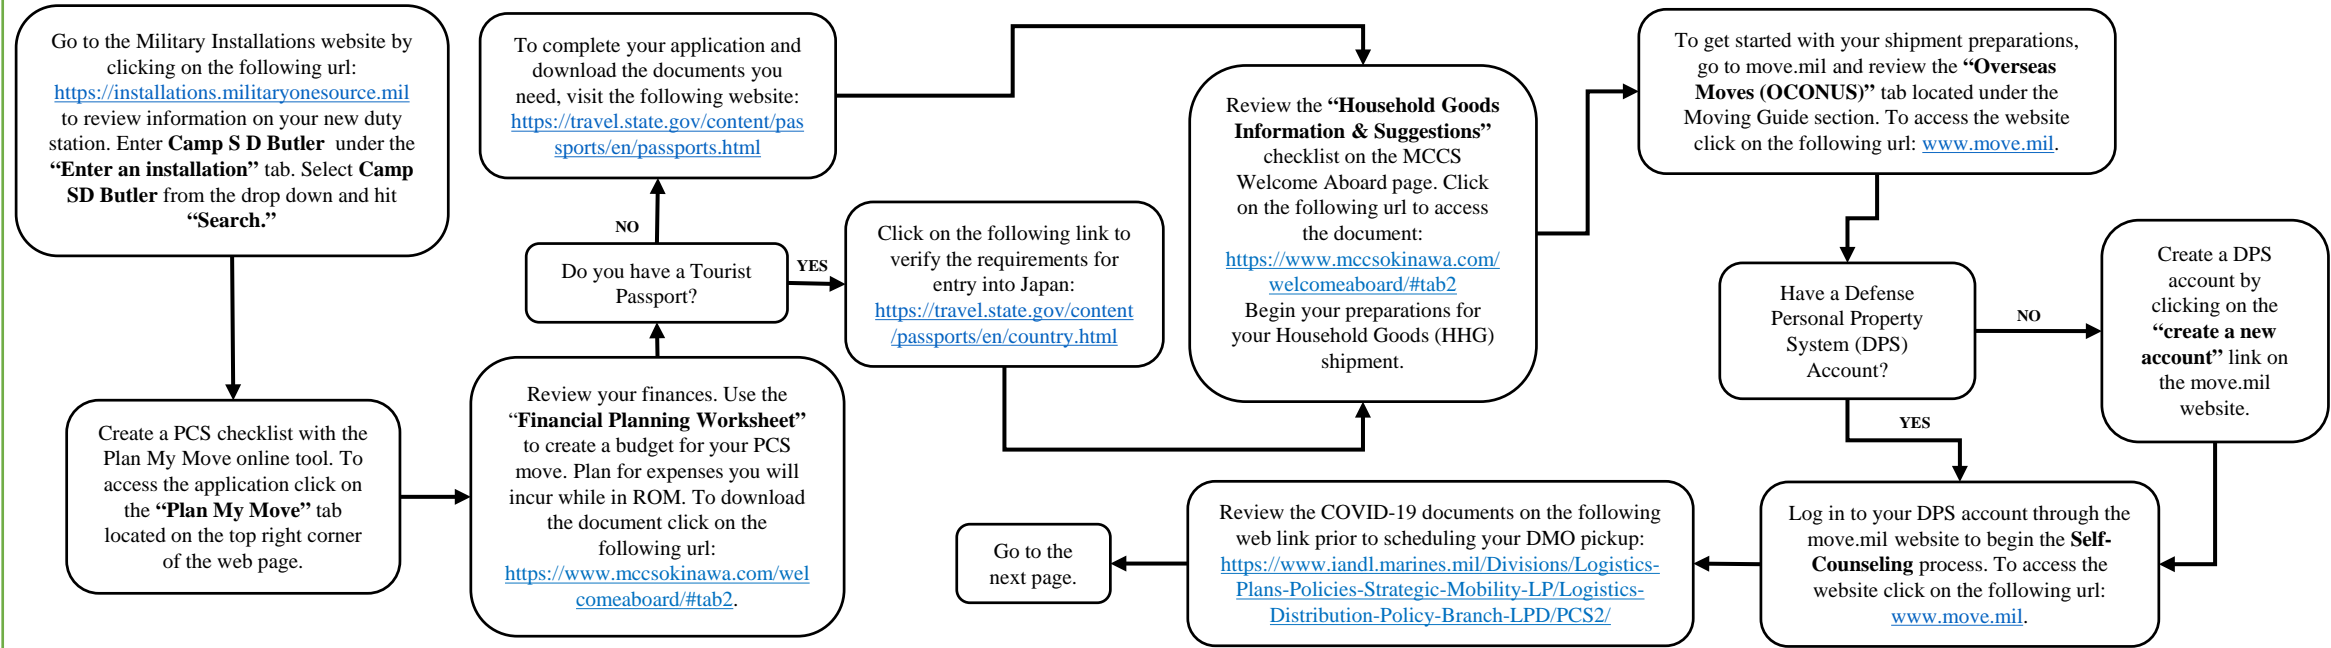 Go to the Military Installations website by
clicking on the following url:
https://installations.militaryonesource.mil
to review information on your new duty
station. Enter Camp S D Butler under the
“Enter an installation” tab. Select Camp
SD Butler from the drop down and hit
“Search.”
Create a PCS checklist with the
Plan My Move online tool. To
access the application click on
the “Plan My Move” tab
located on the top right corner
of the web page.
Review your finances. Use the
“Financial Planning Worksheet”
to create a budget for your PCS
move. Plan for expenses you will
incur while in ROM. To download
the document click on the
following url:
https://www.mccsokinawa.com/wel
comeaboard/#tab2.
Do you have a Tourist
Passport?
NO
To complete your application and
download the documents you
need, visit the following website:
https://travel.state.gov/content/pas
sports/en/passports.html
YES
Click on the following link to
verify the requirements for
entry into Japan:
https://travel.state.gov/content
/passports/en/country.html
Review the “Household Goods
Information & Suggestions”
checklist on the MCCS
Welcome Aboard page. Click
on the following url to access
the document:
https://www.mccsokinawa.com/
welcomeaboard/#tab2
Begin your preparations for
your Household Goods (HHG)
shipment.
To get started with your shipment preparations,
go to move.mil and review the “Overseas
Moves (OCONUS)” tab located under the
Moving Guide section. To access the website
click on the following url: www.move.mil.
Have a Defense
Personal Property
System (DPS)
Account?
NO
Create a DPS
account by
clicking on the
“create a new
account” link on
the move.mil
website.
YES
Log in to your DPS account through the
move.mil website to begin the Self-
Counseling process. To access the
website click on the following url:
www.move.mil.
Review the COVID-19 documents on the following
web link prior to scheduling your DMO pickup:
https://www.iandl.marines.mil/Divisions/Logistics-
Plans-Policies-Strategic-Mobility-LP/Logistics-
Distribution-Policy-Branch-LPD/PCS2/
Go to the
next page.